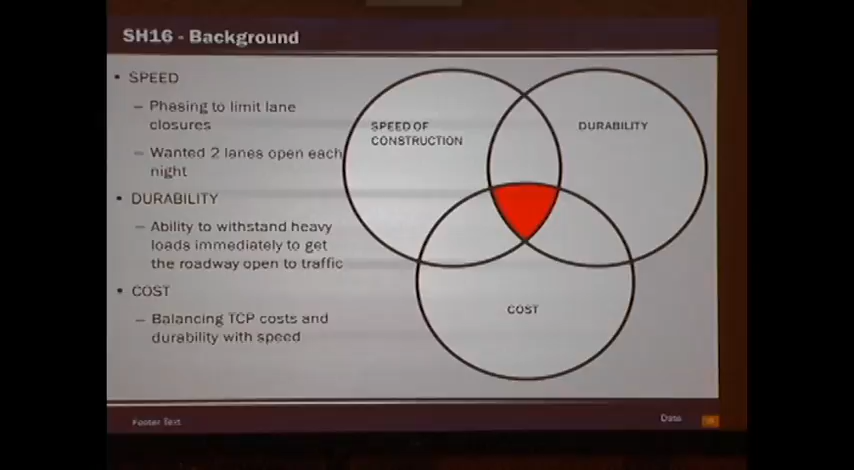 SH16 - Background
• SPEED
– Phasing to limit lane
closures
– Wanted 2 lanes open each
night
• DURABILITY
– Ability to withstand heavy
loads immediately to get
the roadway open to traffic
• COST
– Balancing TCP costs and
durability with speed
SPEED OF
CONSTRUCTION
DURABILITY
COST
Footer Text
Date